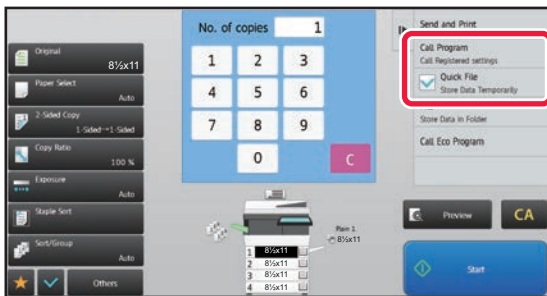 Original
8½x11
Paper Select
Auto
2-Sided Copy
1-Sided→1-Sided
Copy Ratio
100 %
Exposure
Auto
Staple Sort
Sort/Group
Auto
Others
No. of copies 1
1 2 3
4 5 6
7 8 9
0 C
Plain 1
8½x11
1 8½x11
2 8½x11
3 8½x11
4 8½x11
Send and Print
Call Program
Call Registered settings
Quick File
Store Data Temporarily
Store Data in Folder
Call Eco Program
Preview CA
Start